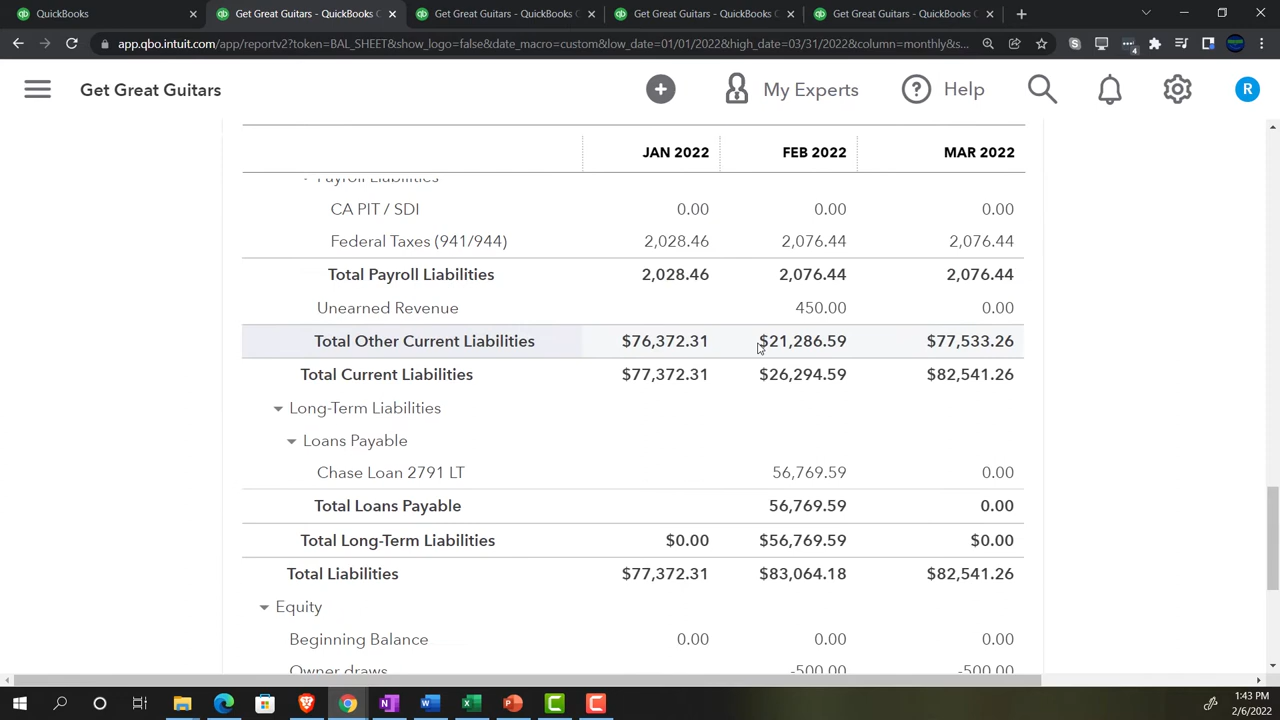 QuickBooks
Get Great Guitars - QuickBooks C
Get Great Guitars - QuickBooks C
Get Great Guitars - QuickBooks C
Get Great Guitars - QuickBooks C
app.qbo.intuit.com/app/reportv2?token=BAL_SHEET&show_logo=false&date_macro=custom&low_date=01/01/2022&high_date=03/31/2022&column=monthly&s...
4
Get Great Guitars
My Experts
Help
R
JAN 2022 FEB 2022 MAR 2022
Payroll Liabilities
CA PIT / SDI 0.00 0.00 0.00
Federal Taxes (941/944) 2,028.46 2,076.44 2,076.44
Total Payroll Liabilities 2,028.46 2,076.44 2,076.44
Unearned Revenue 450.00 0.00
Total Other Current Liabilities $76,372.31 $21,286.59 $77,533.26
Total Current Liabilities $77,372.31 $26,294.59 $82,541.26
Long-Term Liabilities
Loans Payable
Chase Loan 2791 LT 56,769.59 0.00
Total Loans Payable 56,769.59 0.00
Total Long-Term Liabilities $0.00 $56,769.59 $0.00
Total Liabilities $77,372.31 $83,064.18 $82,541.26
Equity
Beginning Balance 0.00 0.00 0.00
Owner draws -500.00 -500.00
1:43 PM
2/6/2022